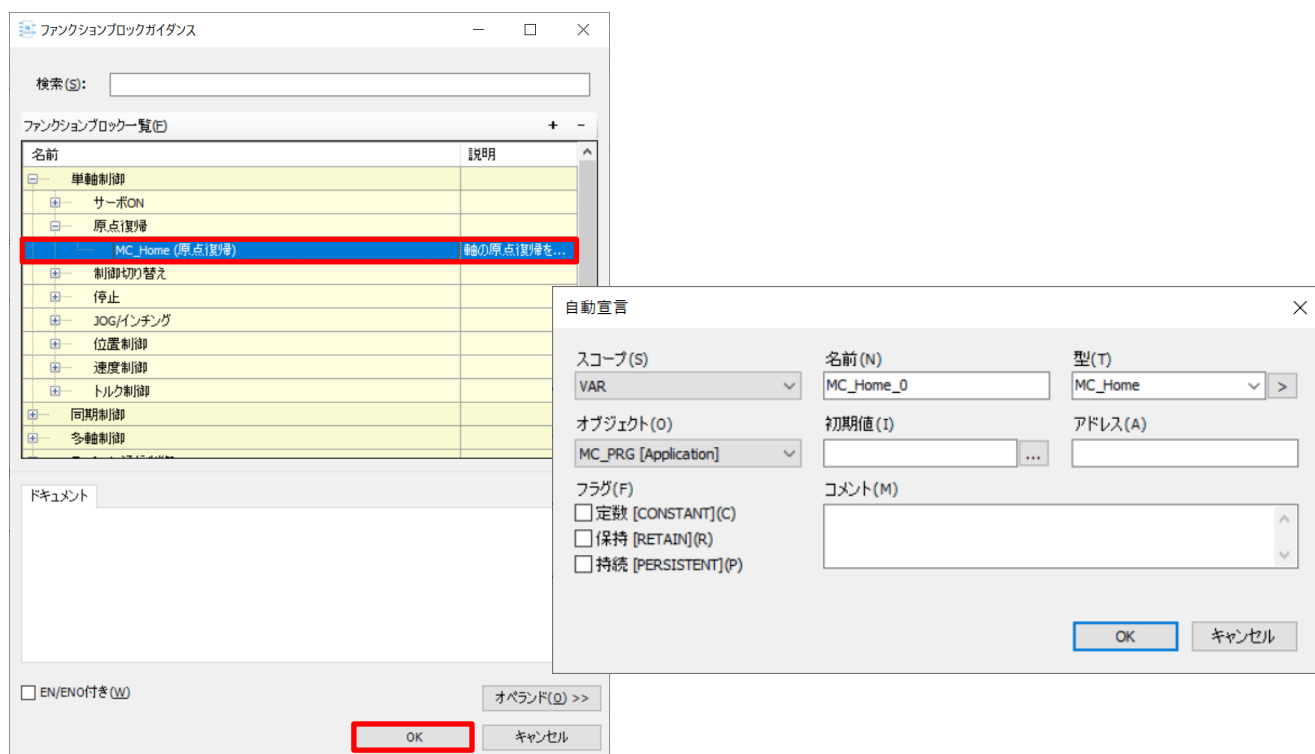 ファンクションブロックガイダンス
検索(S):
ファンクションブロック一覧(F)
+ -
名前 説明
単軸制御
サーボON
原点復帰
MC_Home (原点復帰) 軸の原点復帰を...
制御切り替え
停止
JOG/インチング
位置制御
速度制御
トルク制御
同期制御
多軸制御
ドキュメント
EN/ENO付き(W)
オペランド(O) >>
OK キャンセル
自動宣言
スコープ(S) 名前(N) 型(T)
VAR MC_Home_0 MC_Home >
オブジェクト(O) 初期値(I) アドレス(A)
MC_PRG [Application] ...
フラグ(F) コメント(M)
定数 [CONSTANT](C)
保持 [RETAIN](R)
持続 [PERSISTENT](P)
OK キャンセル